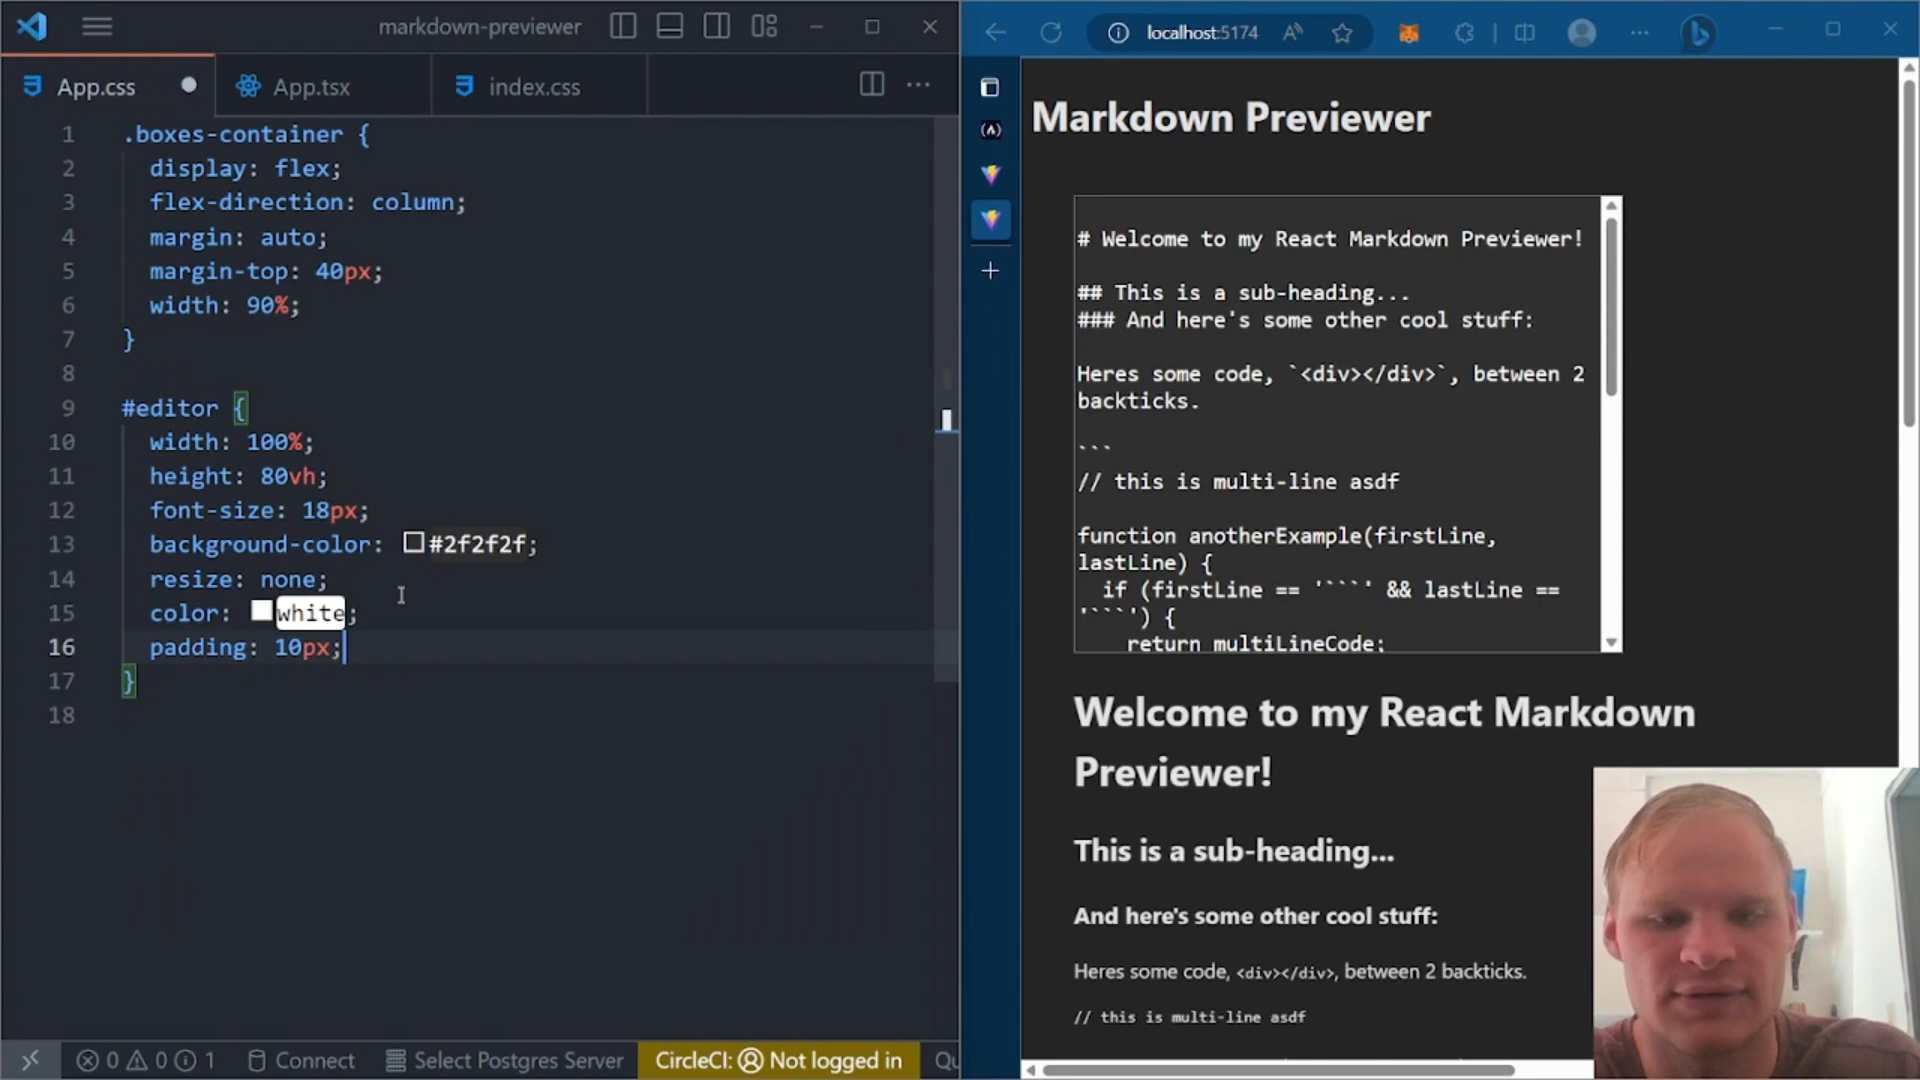 markdown-previewer
App.css
App.tsx
index.css
1 .boxes-container {
2 display: flex;
3 flex-direction: column;
4 margin: auto;
5 margin-top: 40px;
6 width: 90%;
7 }
8
9 #editor {
10 width: 100%;
11 height: 80vh;
12 font-size: 18px;
13 background-color: #2f2f2f;
14 resize: none;
15 color: white;
16 padding: 10px;
17 }
18
0 0 1 Connect Select Postgres Server CircleCI: Not logged in Qu
localhost:5174
Markdown Previewer
# Welcome to my React Markdown Previewer!
## This is a sub-heading...
### And here's some other cool stuff:
Heres some code, `<div></div>`, between 2
backticks.
```
// this is multi-line asdf
function anotherExample(firstLine,
lastLine) {
if (firstLine == '```' && lastLine ==
'```') {
return multiLineCode;
Welcome to my React Markdown
Previewer!
This is a sub-heading...
And here's some other cool stuff:
Heres some code, <div></div>, between 2 backticks.
// this is multi-line asdf